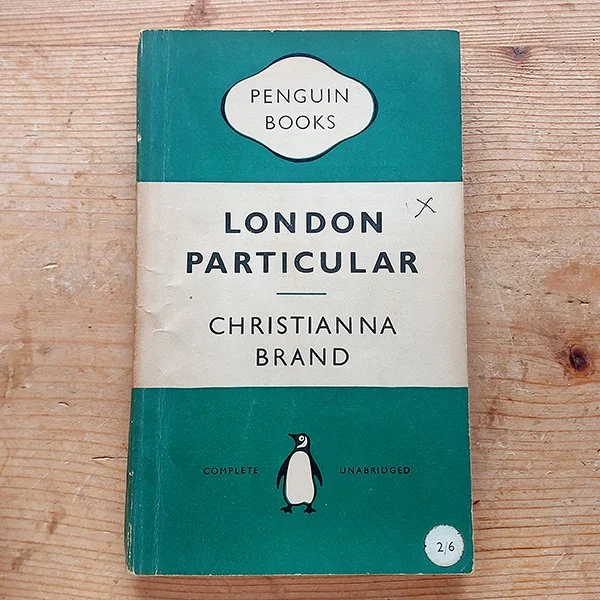 PENGUIN
BOOKS
LONDON
PARTICULAR
CHRISTIANNA
BRAND
COMPLETE UNABRIDGED
2/6